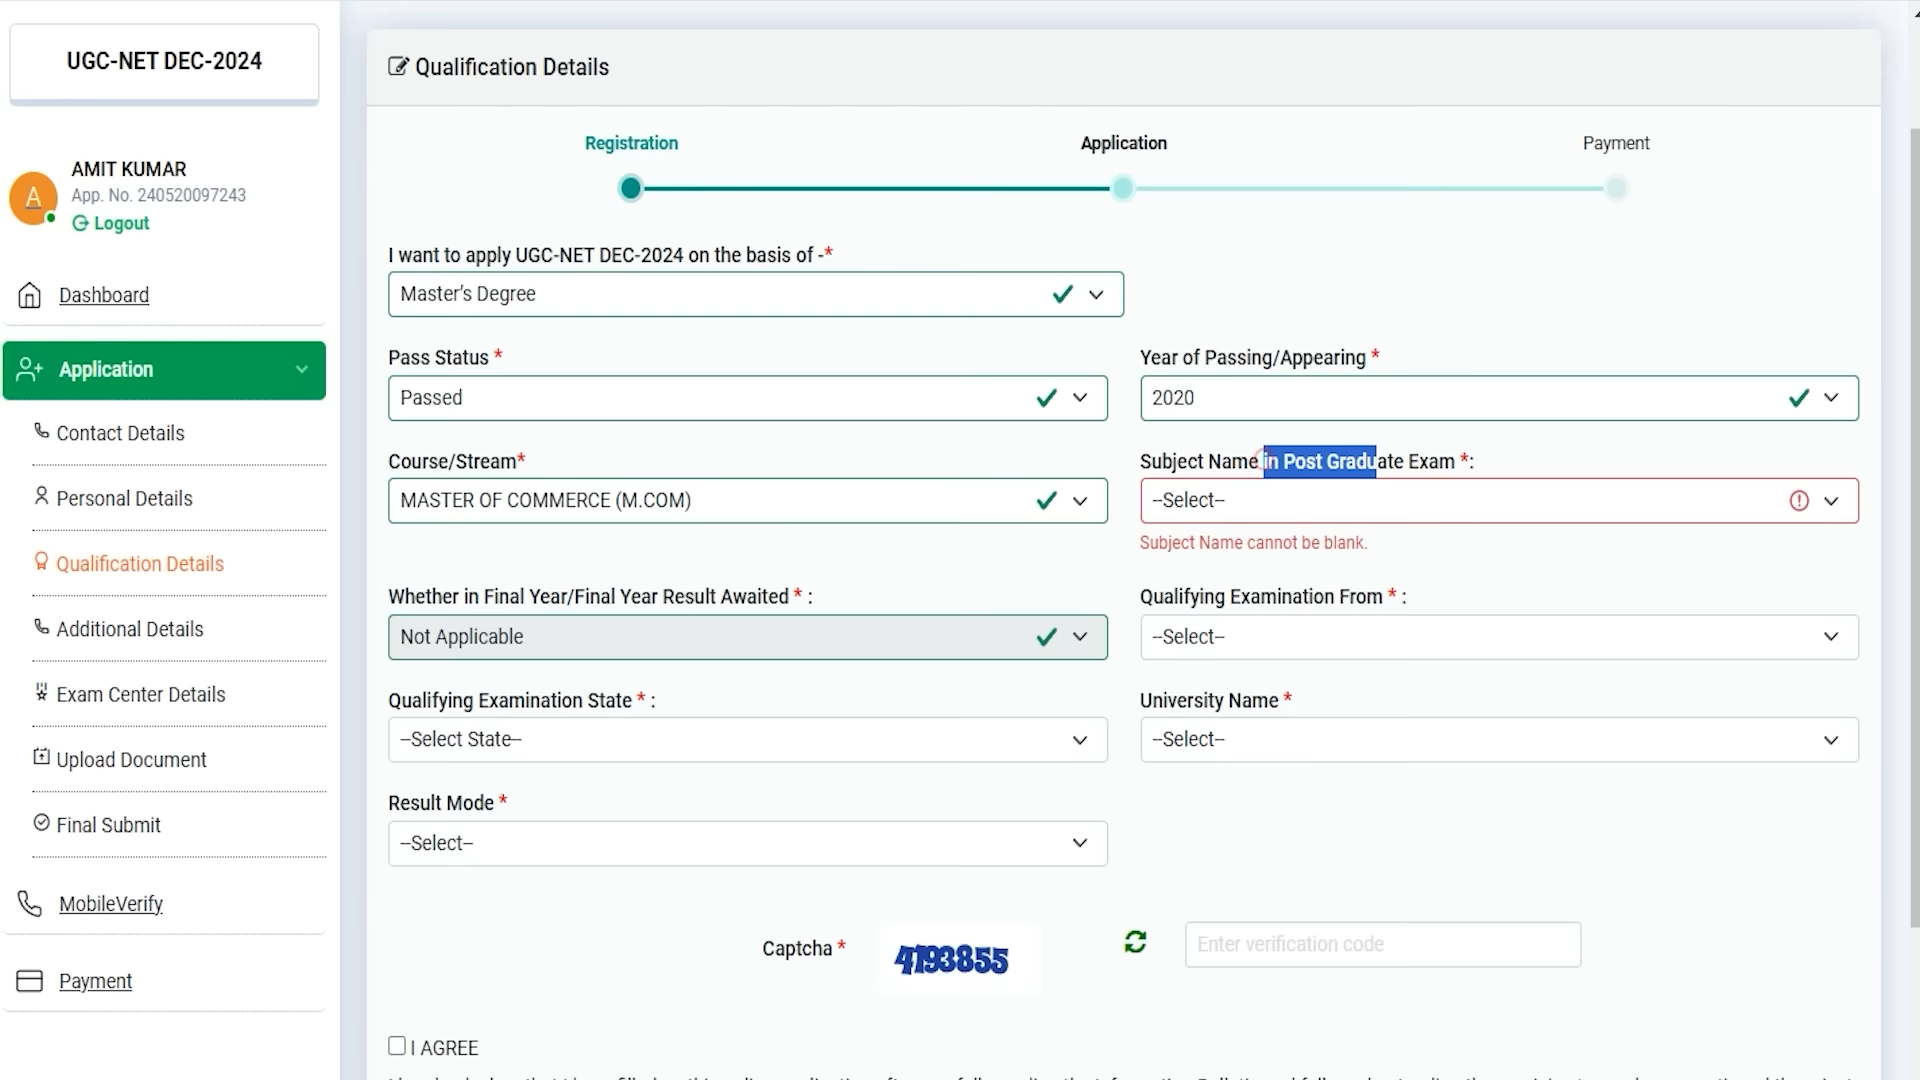 UGC-NET DEC-2024
A
AMIT KUMAR
App. No. 240520097243
Logout
Dashboard
Application
Contact Details
Personal Details
Qualification Details
Additional Details
Exam Center Details
Upload Document
Final Submit
MobileVerify
Payment
Qualification Details
Registration
Application
Payment
I want to apply UGC-NET DEC-2024 on the basis of -*
Master's Degree
Pass Status *
Passed
Year of Passing/Appearing *
2020
Course/Stream*
MASTER OF COMMERCE (M.COM)
Subject Name in Post Graduate Exam *:
--Select--
Subject Name cannot be blank.
Whether in Final Year/Final Year Result Awaited * :
Not Applicable
Qualifying Examination From * :
--Select--
Qualifying Examination State * :
--Select State--
University Name *
--Select--
Result Mode *
--Select--
Captcha *
4193855
Enter verification code
I AGREE